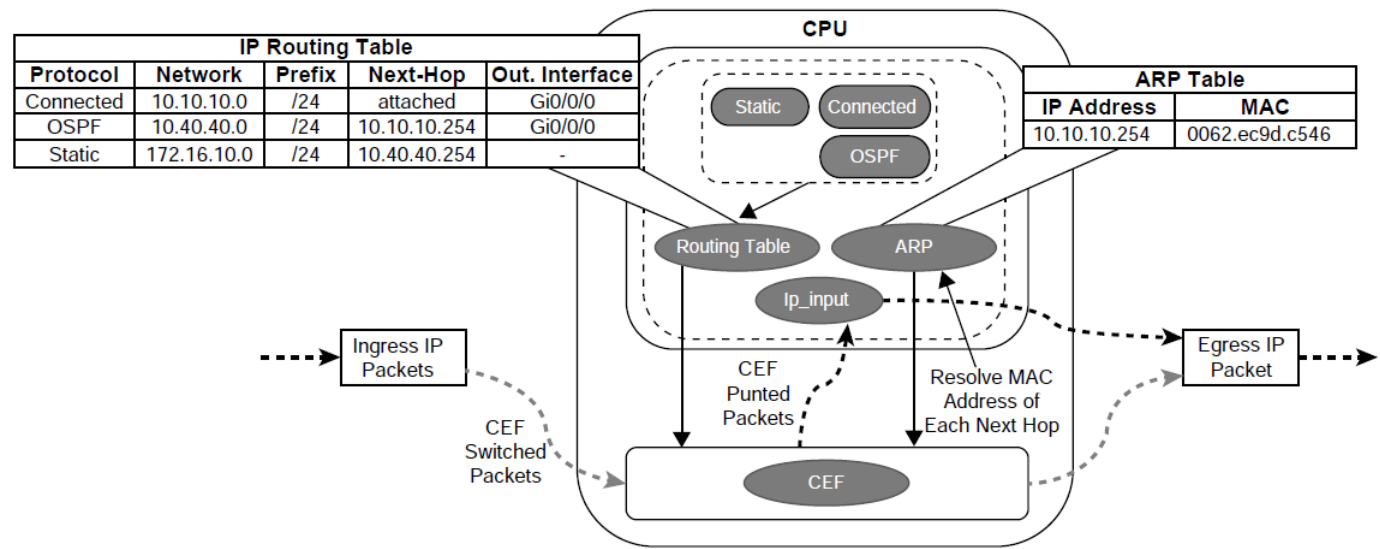 CPU
IP Routing Table
Protocol Network Prefix Next-Hop Out. Interface
Connected 10.10.10.0 /24 attached Gi0/0/0
OSPF 10.40.40.0 /24 10.10.10.254 Gi0/0/0
Static 172.16.10.0 /24 10.40.40.254 -
ARP Table
IP Address MAC
10.10.10.254 0062.ec9d.c546
Static
Connected
OSPF
Routing Table
ARP
Ip_input
Ingress IP
Packets
Egress IP
Packet
CEF
Punted
Packets
Resolve MAC
Address of
Each Next Hop
CEF
Switched
Packets
CEF